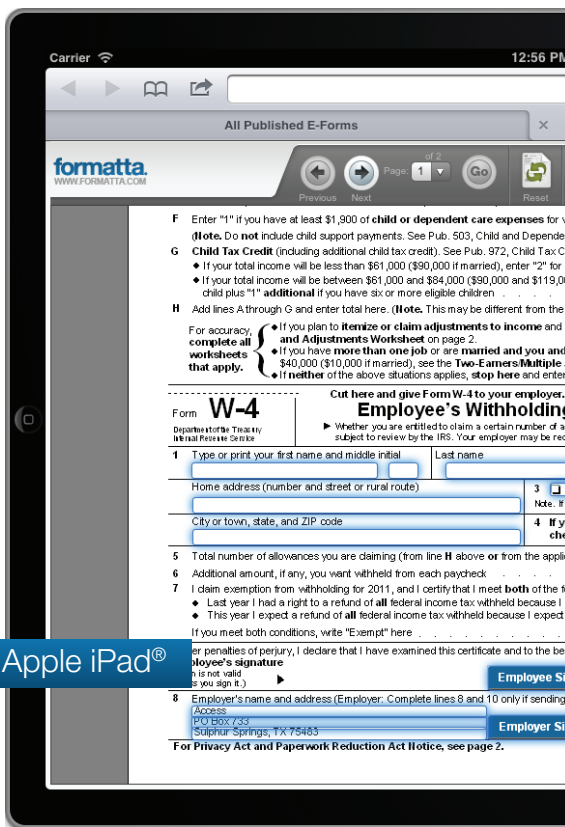 Carrier 12:56 PM
All Published E-Forms ×
formatta.
WWW.FORMATTA.COM
Previous Next Page: 1 of 2 Go Reset
F Enter "1" if you have at least $1,900 of child or dependent care expenses for
(Note. Do not include child support payments. See Pub. 503, Child and Depende
G Child Tax Credit (including additional child tax credit). See Pub. 972, Child Tax C
◆ If your total income will be less than $61,000 ($90,000 if married), enter "2" for
◆ If your total income will be between $61,000 and $84,000 ($90,000 and $119,00
child plus "1" additional if you have six or more eligible children . . .
H Add lines A through G and enter total here. (Note. This may be different from the
For accuracy, complete all worksheets that apply.
◆ If you plan to itemize or claim adjustments to income and
and Adjustments Worksheet on page 2.
◆ If you have more than one job or are married and you and
$40,000 ($10,000 if married), see the Two-Earners/Multiple
◆ If neither of the above situations applies, stop here and enter
Cut here and give Form W-4 to your employer.
Form W-4
Department of the Treasury
Internal Revenue Service
Employee's Withholding
▶ Whether you are entitled to claim a certain number of a
subject to review by the IRS. Your employer may be req
1 Type or print your first name and middle initial Last name
Home address (number and street or rural route)
3
Note. If
City or town, state, and ZIP code
4 If y
che
5 Total number of allowances you are claiming (from line H above or from the appli
6 Additional amount, if any, you want withheld from each paycheck . . . .
7 I claim exemption from withholding for 2011, and I certify that I meet both of the f
◆ Last year I had a right to a refund of all federal income tax withheld because I
◆ This year I expect a refund of all federal income tax withheld because I expect
If you meet both conditions, write "Exempt" here . . . . . . . . . .
Apple iPad®
er penalties of perjury, I declare that I have examined this certificate and to the be
ployee's signature
n is not valid
s you sign it.) ▶
Employee Si
8 Employer's name and address (Employer: Complete lines 8 and 10 only if sending
Access
PO Box 733
Sulphur Springs, TX 75483
Employer Si
For Privacy Act and Paperwork Reduction Act Notice, see page 2.